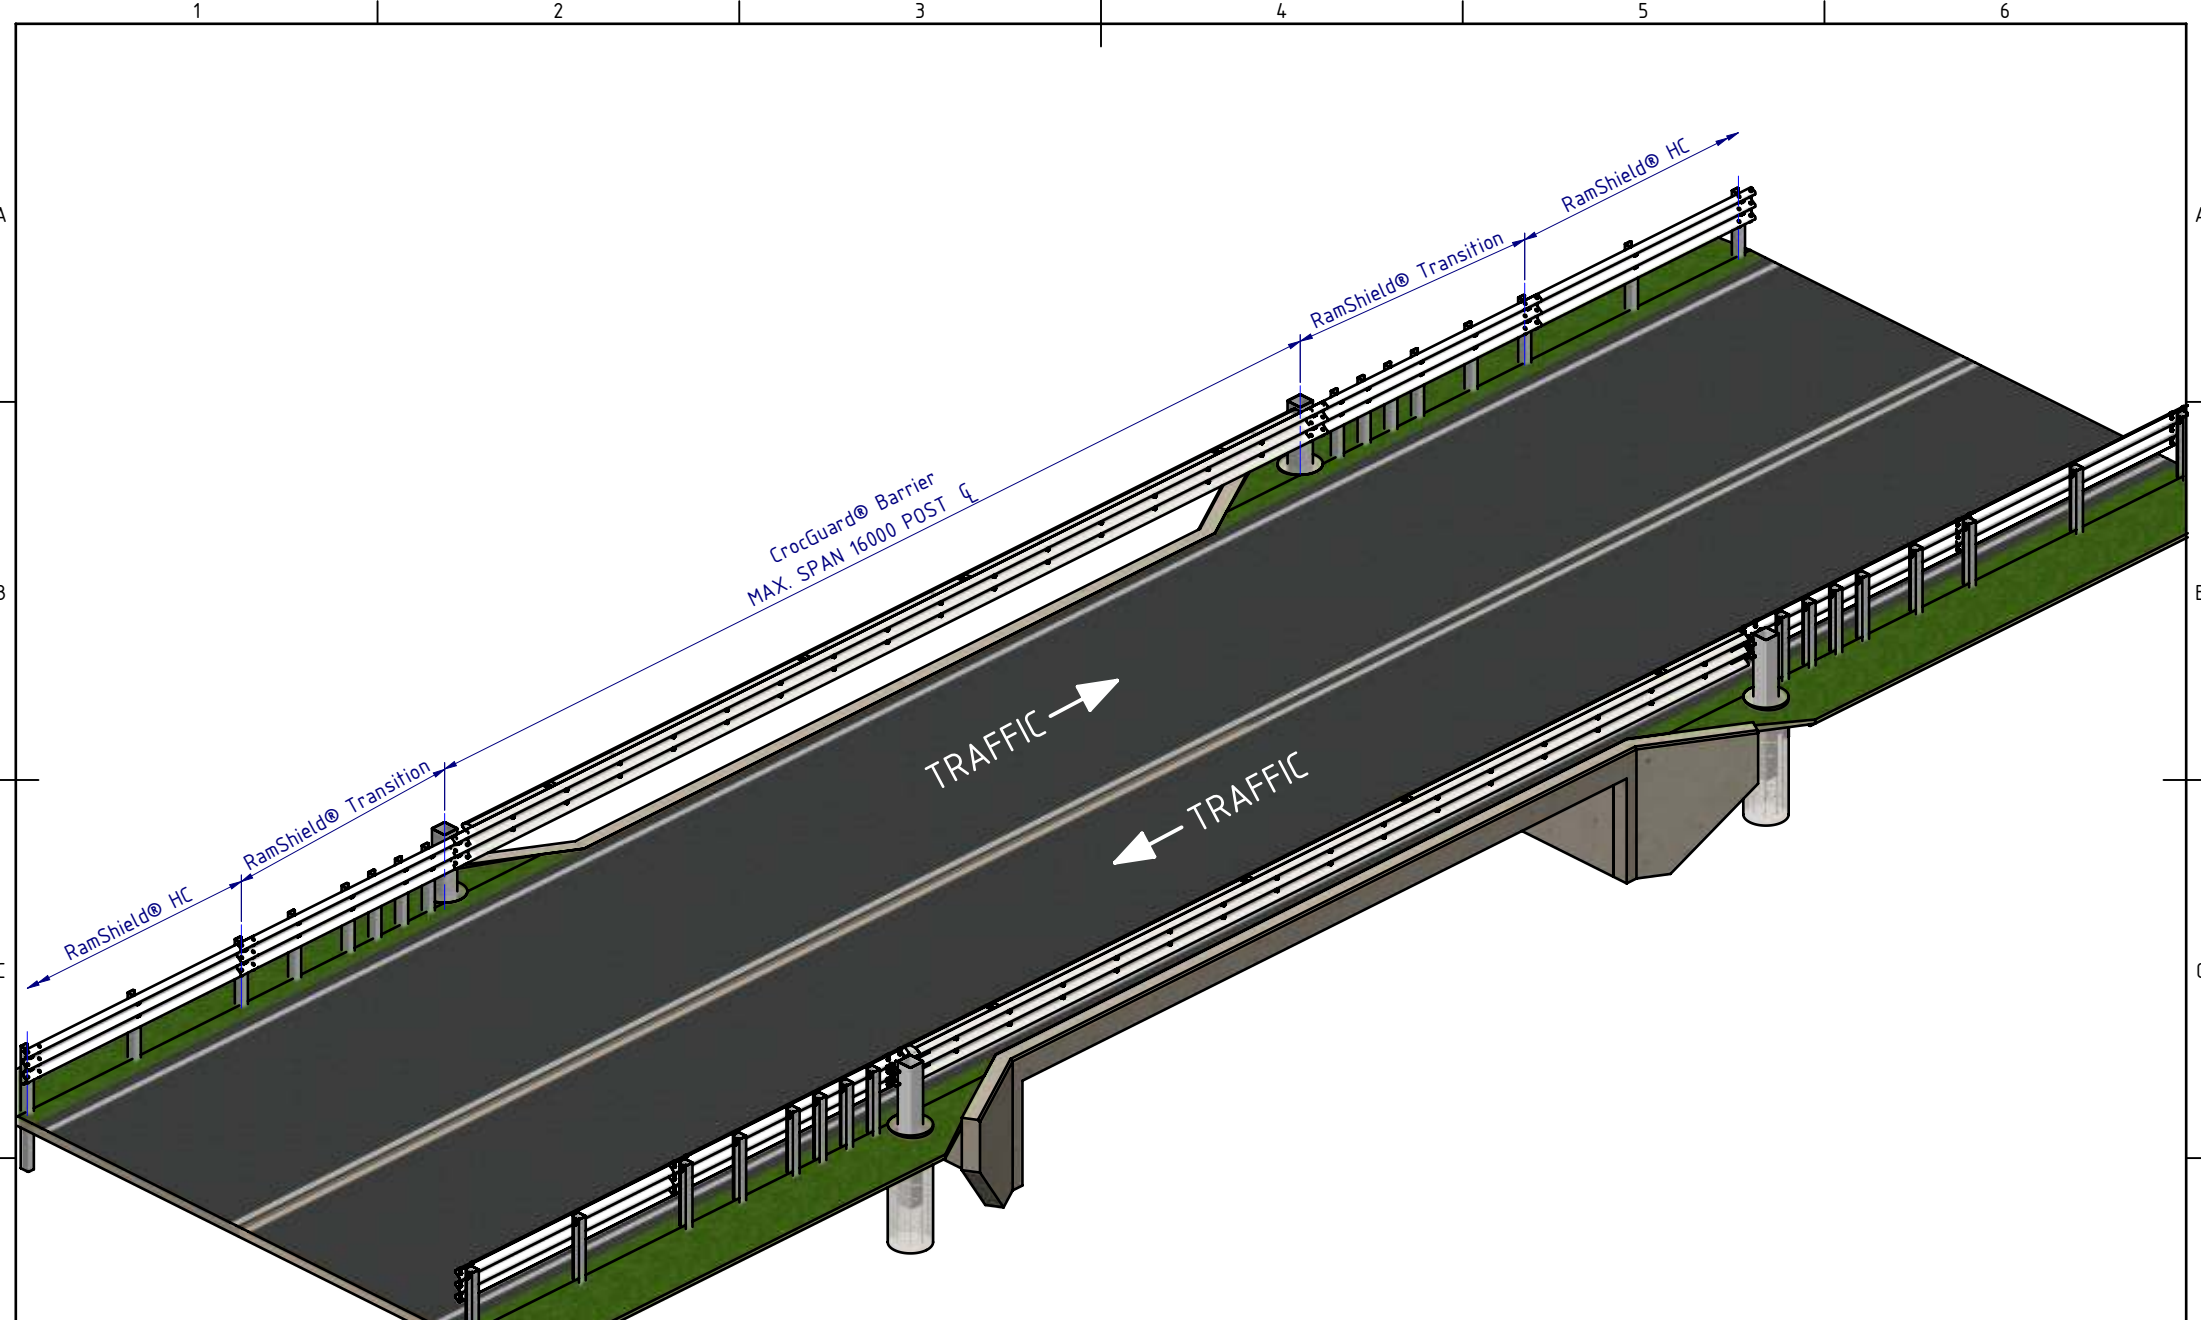 1 2 3 4 5 6
RamShield® HC
A A
RamShield® Transition
CrocGuard® Barrier
MAX. SPAN 16000 POST ℄
B B
TRAFFIC
TRAFFIC
RamShield® Transition
RamShield® HC
C C